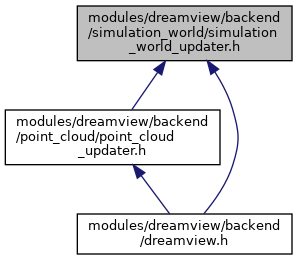 modules/dreamview/backend
/simulation_world/simulation
_world_updater.h
modules/dreamview/backend
/point_cloud/point_cloud
_updater.h
modules/dreamview/backend
/dreamview.h